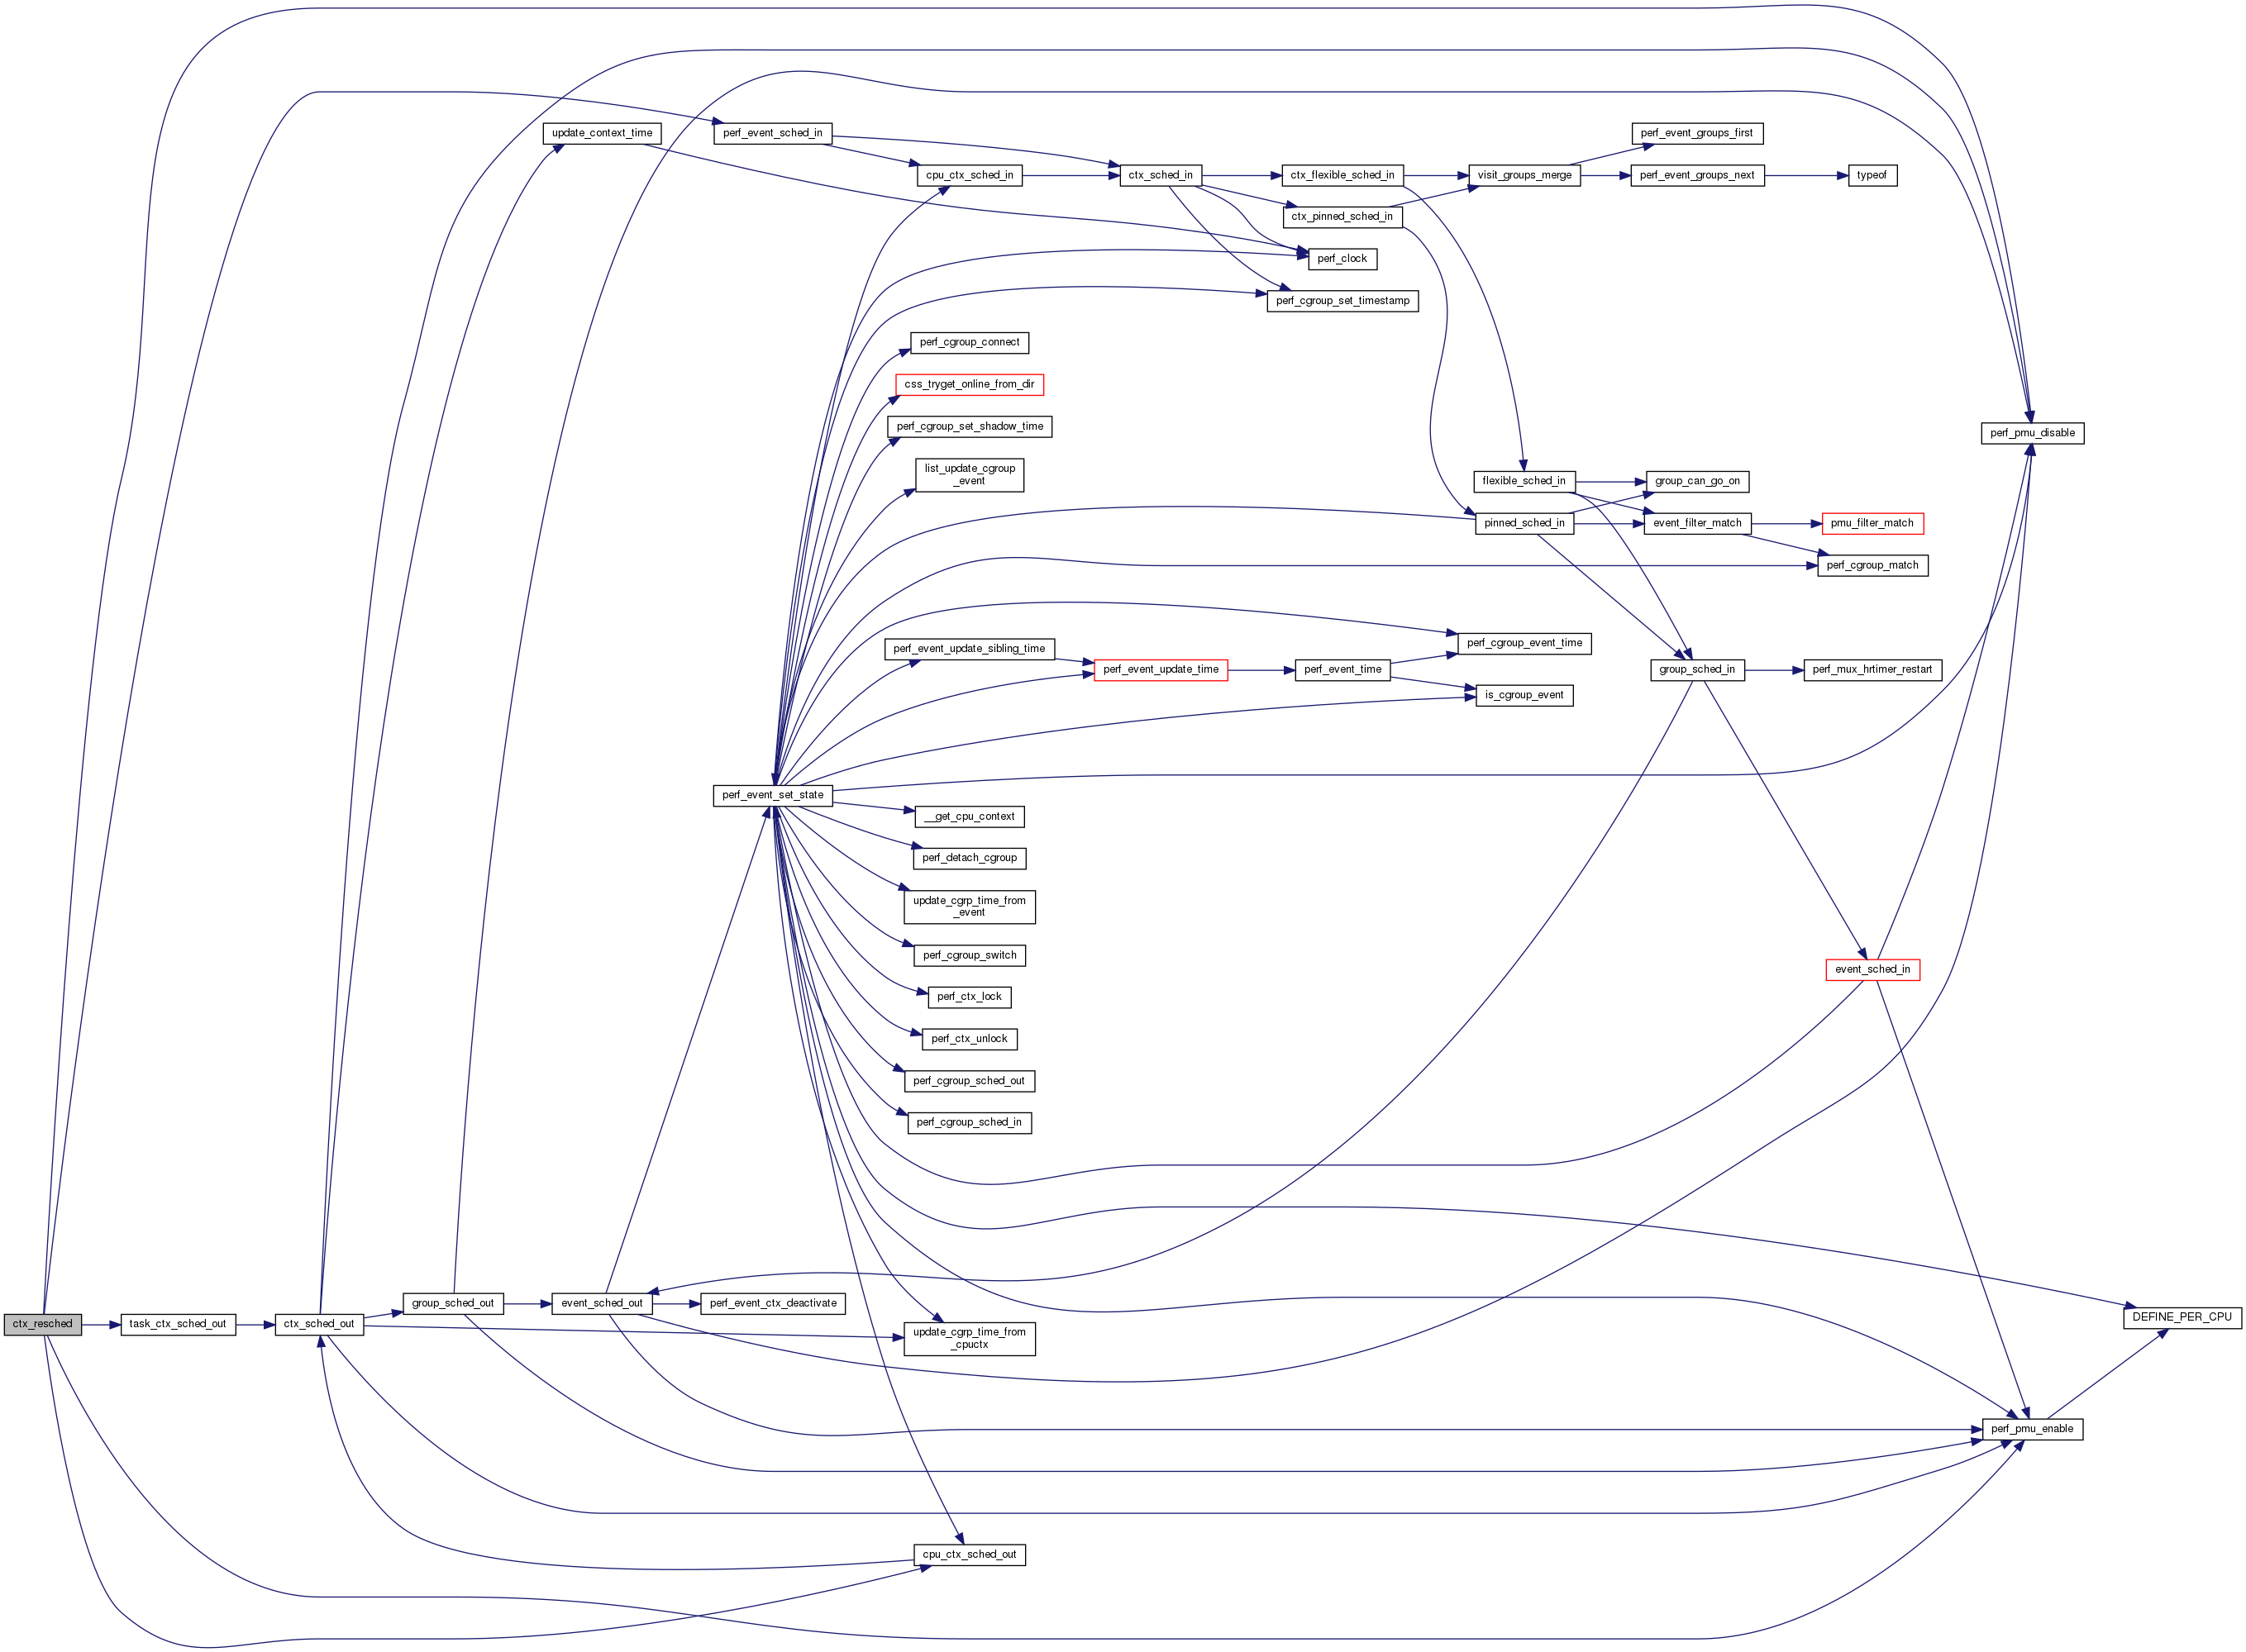 update_context_time
perf_event_sched_in
perf_event_groups_first
cpu_ctx_sched_in
ctx_sched_in
ctx_flexible_sched_in
visit_groups_merge
perf_event_groups_next
typeof
ctx_pinned_sched_in
perf_clock
perf_cgroup_set_timestamp
perf_cgroup_connect
css_tryget_online_from_dir
perf_cgroup_set_shadow_time
perf_pmu_disable
list_update_cgroup
_event
flexible_sched_in
group_can_go_on
pinned_sched_in
event_filter_match
pmu_filter_match
perf_cgroup_match
perf_event_update_sibling_time
perf_cgroup_event_time
perf_event_update_time
perf_event_time
group_sched_in
perf_mux_hrtimer_restart
is_cgroup_event
perf_event_set_state
__get_cpu_context
perf_detach_cgroup
update_cgrp_time_from
_event
perf_cgroup_switch
event_sched_in
perf_ctx_lock
perf_ctx_unlock
perf_cgroup_sched_out
perf_cgroup_sched_in
ctx_resched
task_ctx_sched_out
ctx_sched_out
group_sched_out
event_sched_out
perf_event_ctx_deactivate
update_cgrp_time_from
_cpuctx
DEFINE_PER_CPU
perf_pmu_enable
cpu_ctx_sched_out